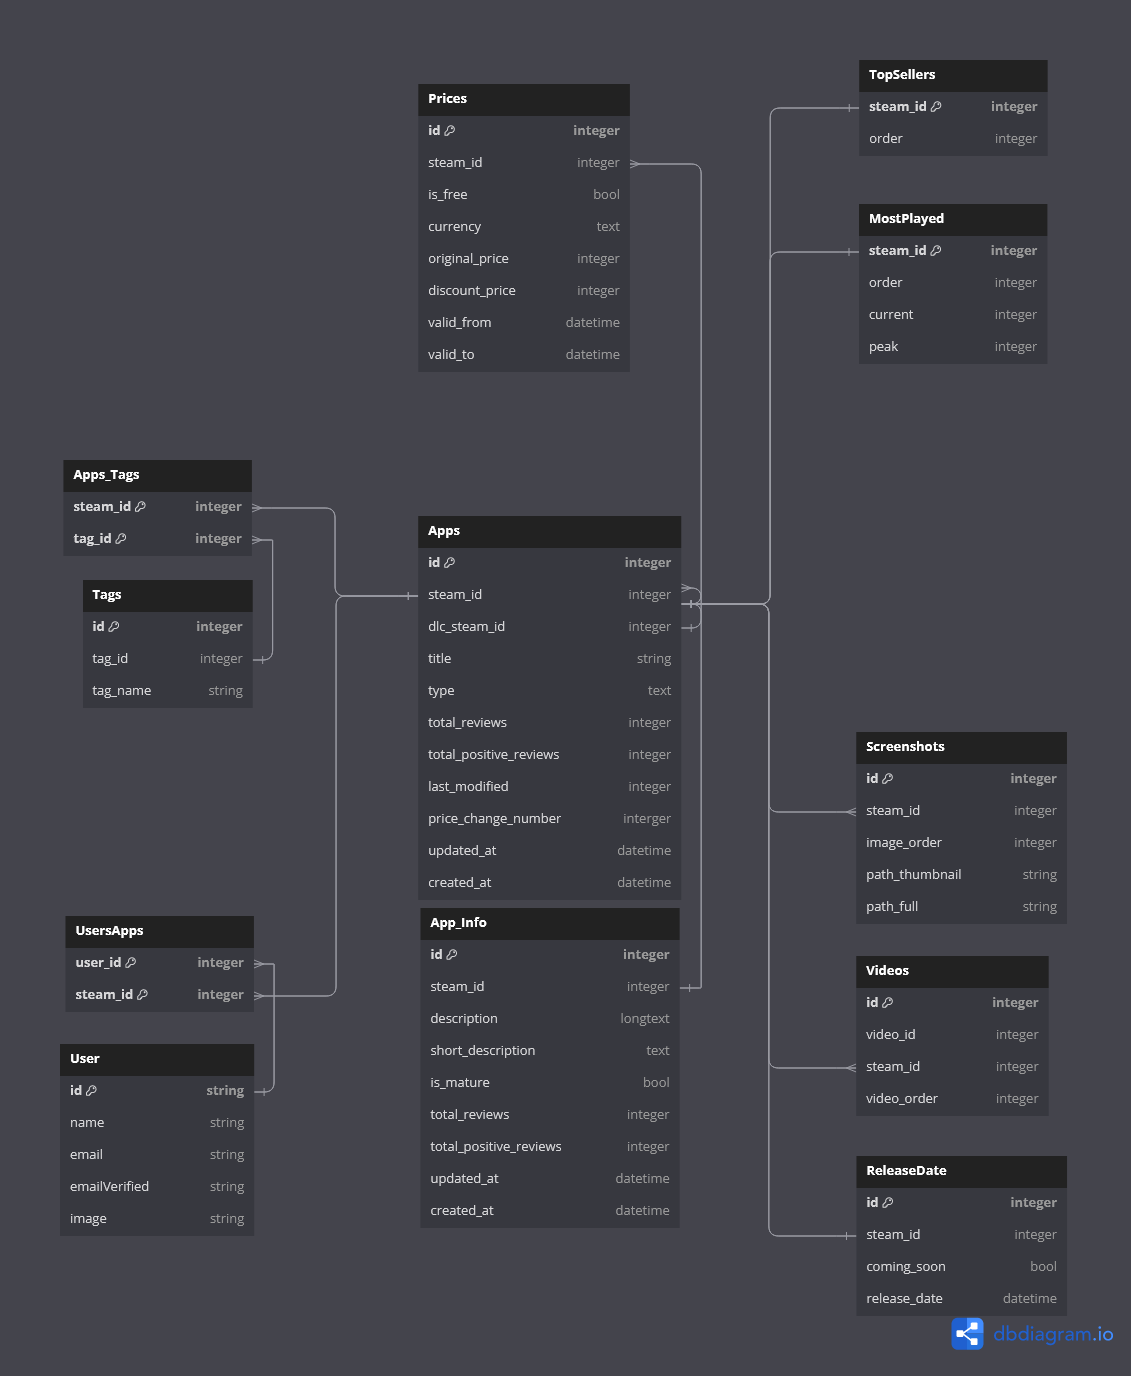 TopSellers
steam_id integer
order integer
Prices
id integer
steam_id integer
is_free bool
currency text
original_price integer
discount_price integer
valid_from datetime
valid_to datetime
MostPlayed
steam_id integer
order integer
current integer
peak integer
Apps_Tags
steam_id integer
tag_id integer
Tags
id integer
tag_id integer
tag_name string
Apps
id integer
steam_id integer
dlc_steam_id integer
title string
type text
total_reviews integer
total_positive_reviews integer
last_modified integer
price_change_number interger
updated_at datetime
created_at datetime
Screenshots
id integer
steam_id integer
image_order integer
path_thumbnail string
path_full string
UsersApps
user_id integer
steam_id integer
User
id string
name string
email string
emailVerified string
image string
App_Info
id integer
steam_id integer
description longtext
short_description text
is_mature bool
total_reviews integer
total_positive_reviews integer
updated_at datetime
created_at datetime
Videos
id integer
video_id integer
steam_id integer
video_order integer
ReleaseDate
id integer
steam_id integer
coming_soon bool
release_date datetime
dbdiagram.io